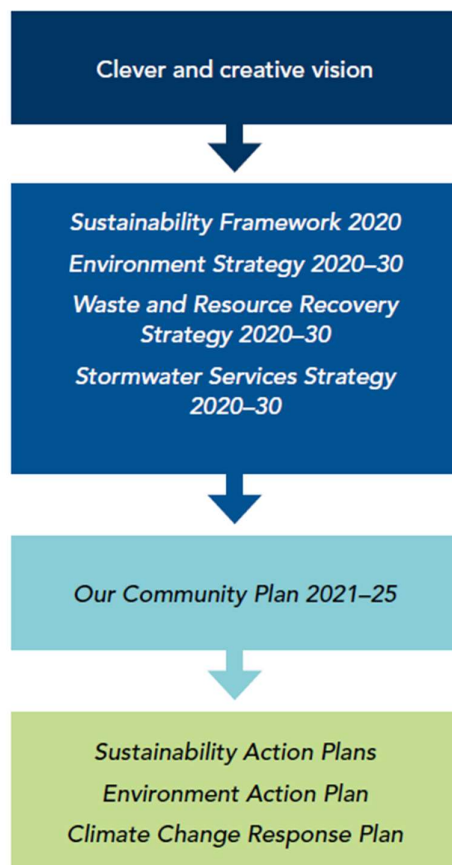 Clever and creative vision
Sustainability Framework 2020
Environment Strategy 2020–30
Waste and Resource Recovery
Strategy 2020–30
Stormwater Services Strategy
2020–30
Our Community Plan 2021–25
Sustainability Action Plans
Environment Action Plan
Climate Change Response Plan